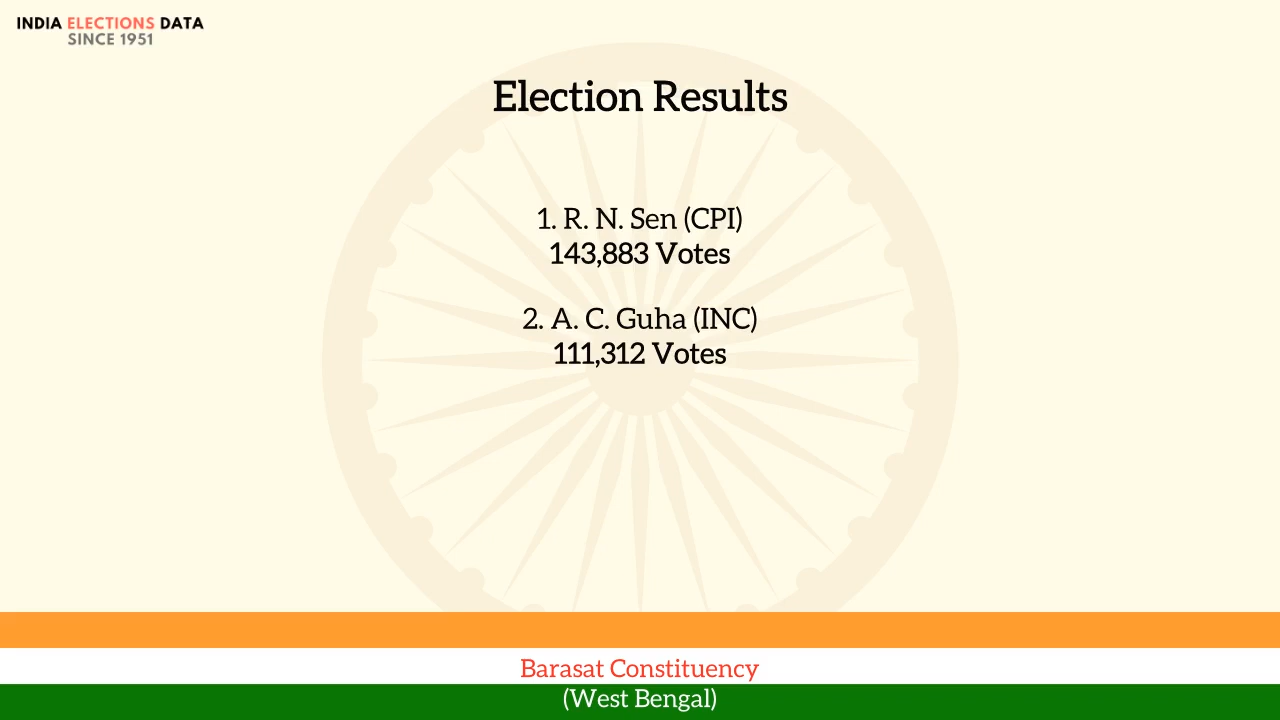 INDIA ELECTIONS DATA
SINCE 1951
Election Results
1. R. N. Sen (CPI)
143,883 Votes
2. A. C. Guha (INC)
111,312 Votes
Barasat Constituency
(West Bengal)